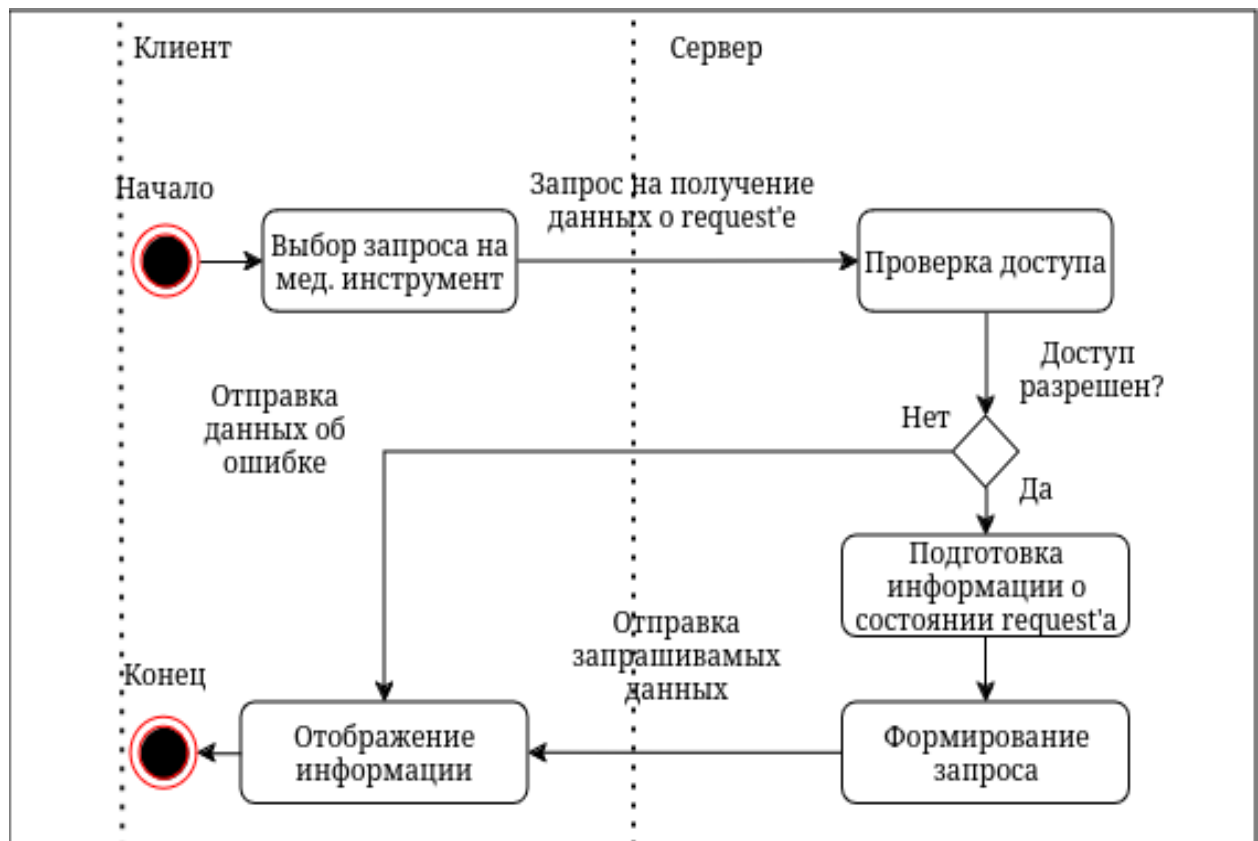 Клиент
Сервер
Начало
Запрос на получение
данных о request'е
Выбор запроса на
мед. инструмент
Проверка доступа
Доступ
разрешен?
Отправка
данных об
ошибке
Нет
Да
Подготовка
информации о
состоянии request'а
Отправка
запрашивамых
данных
Конец
Отображение
информации
Формирование
запроса